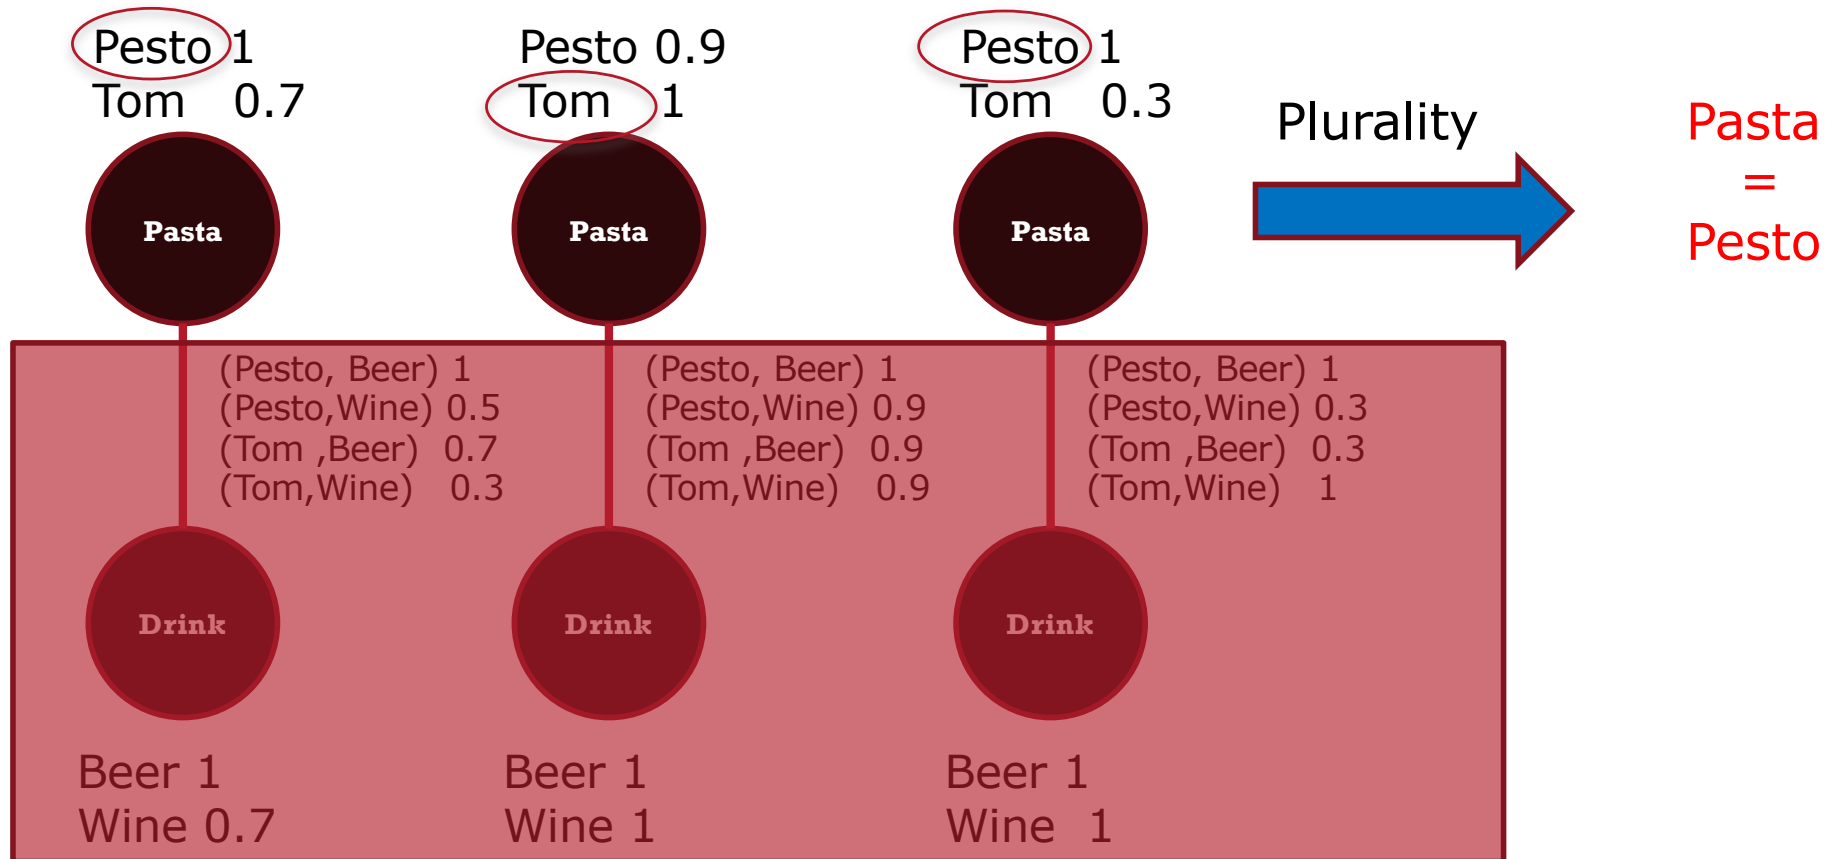 Pesto 1
Tom 0.7
Pasta
(Pesto, Beer) 1
(Pesto,Wine) 0.5
(Tom ,Beer) 0.7
(Tom,Wine) 0.3
Drink
Beer 1
Wine 0.7
Pesto 0.9
Tom 1
Pasta
(Pesto, Beer) 1
(Pesto,Wine) 0.9
(Tom ,Beer) 0.9
(Tom,Wine) 0.9
Drink
Beer 1
Wine 1
Pesto 1
Tom 0.3
Pasta
(Pesto, Beer) 1
(Pesto,Wine) 0.3
(Tom ,Beer) 0.3
(Tom,Wine) 1
Drink
Beer 1
Wine 1
Plurality
Pasta
=
Pesto